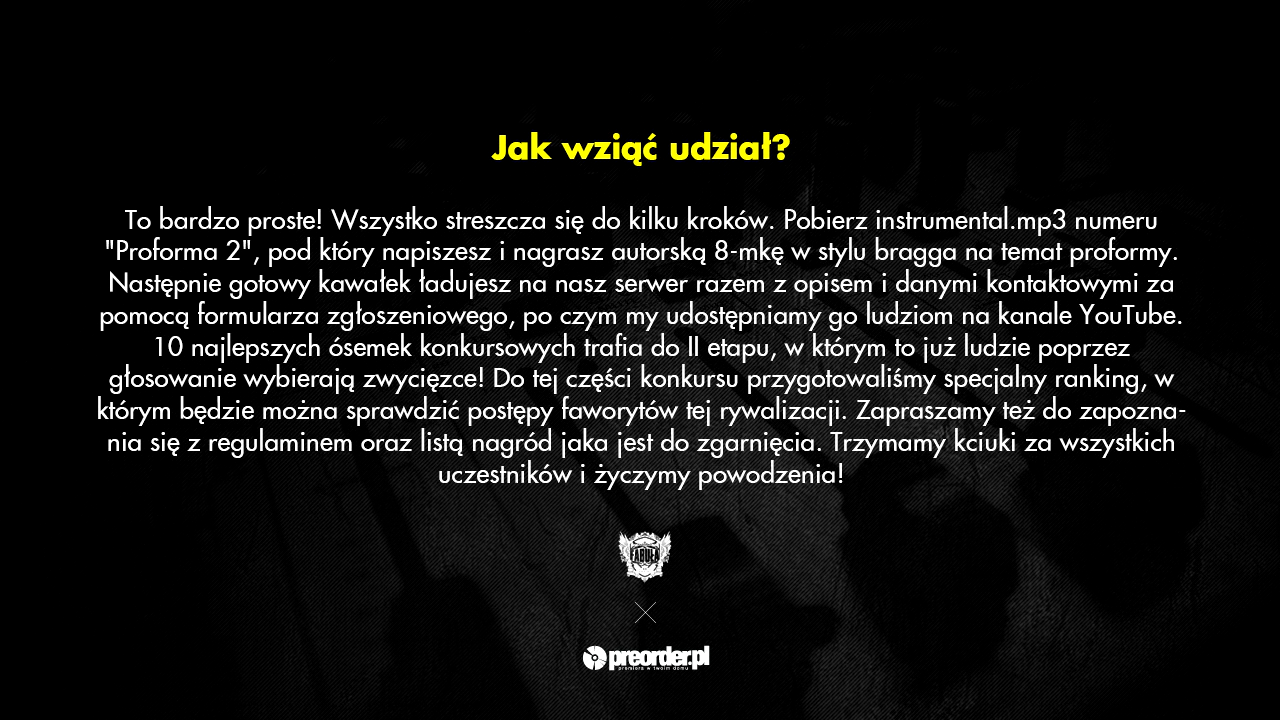 Jak wziąć udział?
To bardzo proste! Wszystko streszcza się do kilku kroków. Pobierz instrumental.mp3 numeru
"Proforma 2", pod który napiszesz i nagrasz autorską 8-mkę w stylu bragga na temat proformy.
Następnie gotowy kawałek ładujesz na nasz serwer razem z opisem i danymi kontaktowymi za
pomocą formularza zgłoszeniowego, po czym my udostępniamy go ludziom na kanale YouTube.
10 najlepszych ósemek konkursowych trafia do II etapu, w którym to już ludzie poprzez
głosowanie wybierają zwycięzce! Do tej części konkursu przygotowaliśmy specjalny ranking, w
którym będzie można sprawdzić postępy faworytów tej rywalizacji. Zapraszamy też do zapozna-
nia się z regulaminem oraz listą nagród jaka jest do zgarnięcia. Trzymamy kciuki za wszystkich
uczestników i życzymy powodzenia!
FABUŁA
preorder.pl
premiera w twoim domu